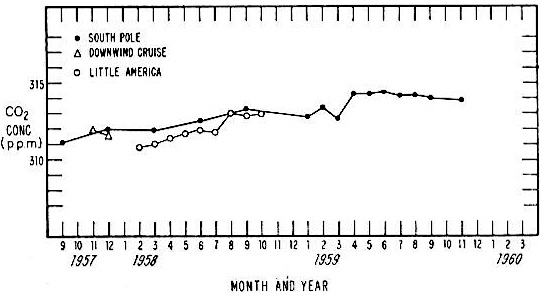 SOUTH POLE
DOWNWIND CRUISE
LITTLE AMERICA
315
CO2
CONC
(ppm)
310
9 10 11 12 1 2 3 4 5 6 7 8 9 10 11 12 1 2 3 4 5 6 7 8 9 10 11 12 1 2 3
1957 1958 1959 1960
MONTH AND YEAR